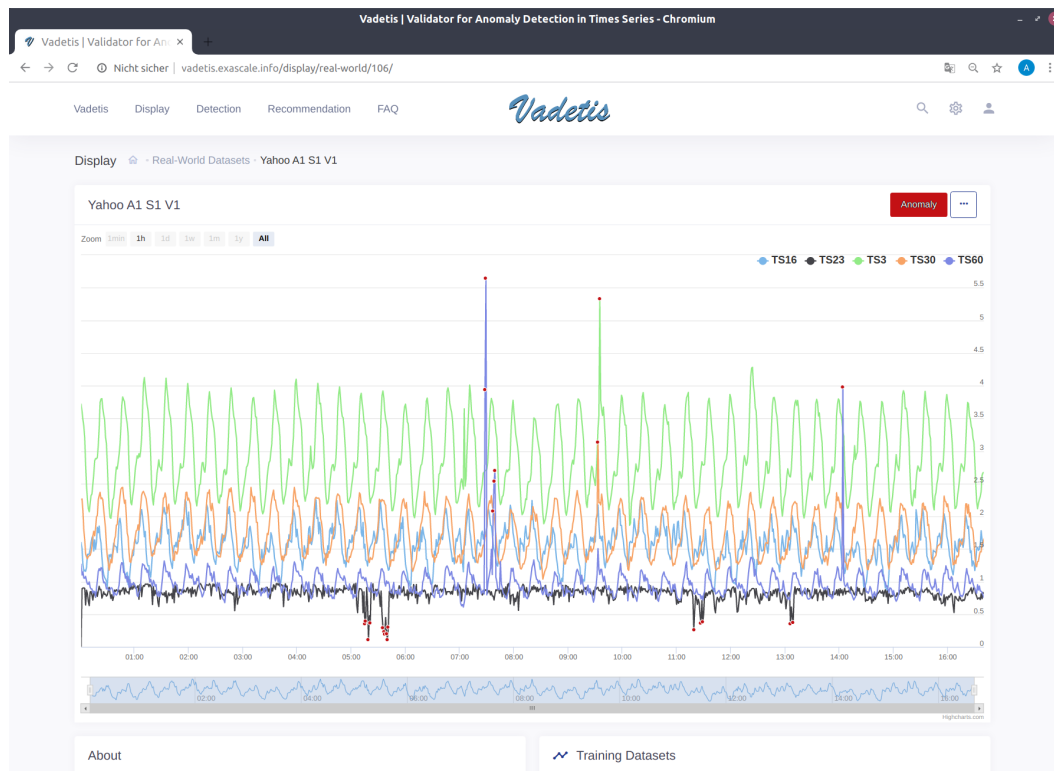 Vadetis | Validator for Anomaly Detection in Times Series - Chromium
Vadetis | Validator for An
Nicht sicher | vadetis.exascale.info/display/real-world/106/
A
Vadetis Display Detection Recommendation FAQ
Vadetis
Display Real-World Datasets Yahoo A1 S1 V1
Yahoo A1 S1 V1
Anomaly
Zoom 1min 1h 1d 1w 1m 1y All
TS16 TS23 TS3 TS30 TS60
5.5
5
4.5
4
3.5
3
2.5
2
1
0.5
0
01:00 02:00 03:00 04:00 05:00 06:00 07:00 08:00 09:00 10:00 11:00 12:00 13:00 14:00 15:00 16:00
02:00 04:00 06:00 08:00 10:00 12:00 14:00 16:00
Highcharts.com
About
Training Datasets